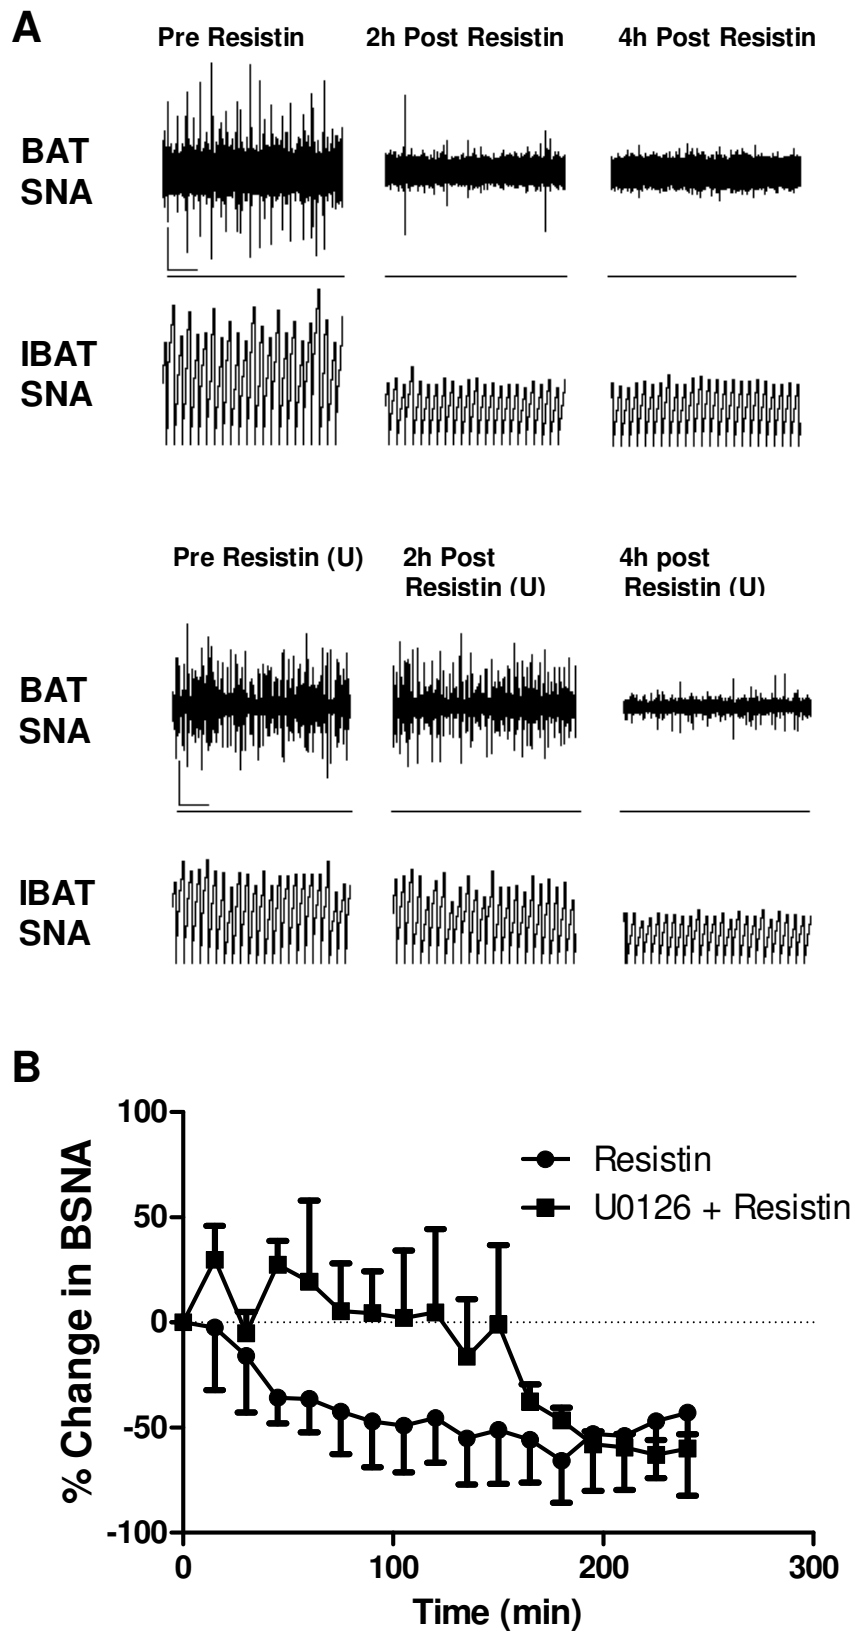 A
Pre Resistin
2h Post Resistin
4h Post Resistin
BAT
SNA
IBAT
SNA
Pre Resistin (U)
2h Post
Resistin (U)
4h post
Resistin (U)
BAT
SNA
IBAT
SNA
B
100
50
0
-50
-100
% Change in BSNA
Resistin
U0126 + Resistin
0
100
200
300
Time (min)